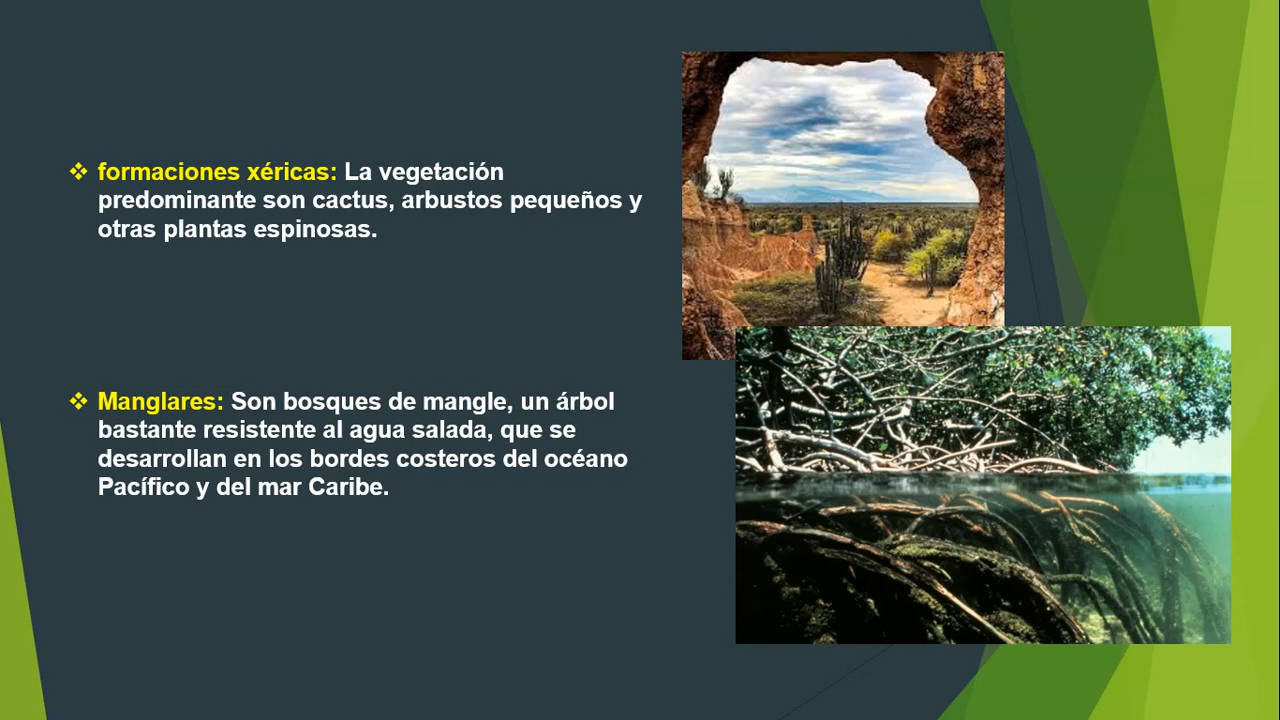 ❖ formaciones xéricas: La vegetación
predominante son cactus, arbustos pequeños y
otras plantas espinosas.
❖ Manglares: Son bosques de mangle, un árbol
bastante resistente al agua salada, que se
desarrollan en los bordes costeros del océano
Pacífico y del mar Caribe.